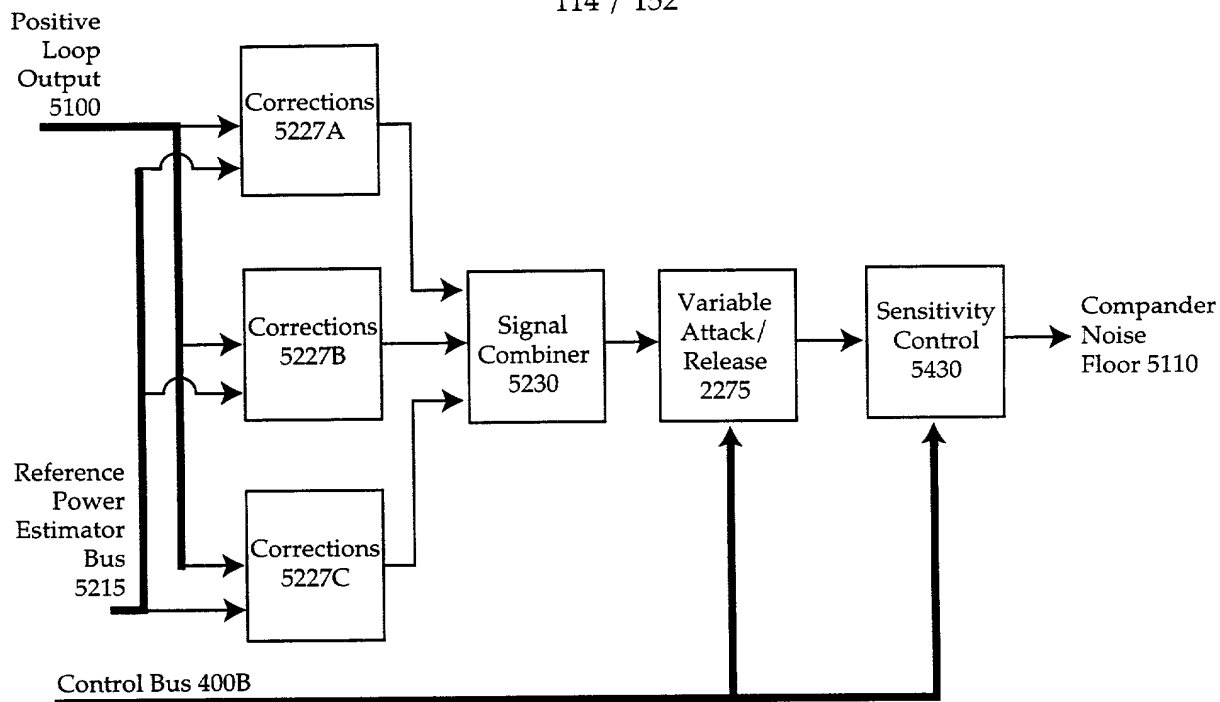 114 / 152
Positive
Loop
Output
5100
Corrections
5227A
Corrections
5227B
Signal
Combiner
5230
Variable
Attack/
Release
2275
Sensitivity
Control
5430
Compander
Noise
Floor 5110
Reference
Power
Estimator
Bus
5215
Corrections
5227C
Control Bus 400B